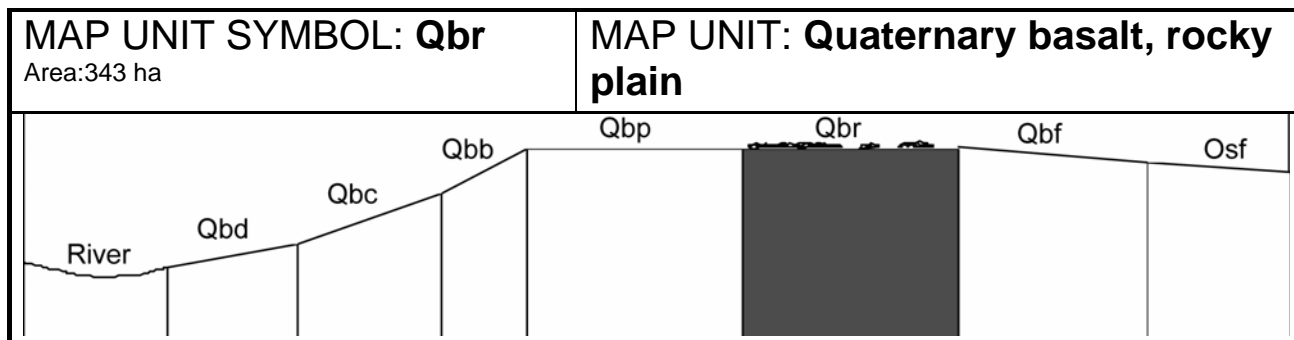 MAP UNIT SYMBOL: Qbr
Area:343 ha
MAP UNIT: Quaternary basalt, rocky
plain
River
Qbd
Qbc
Qbb
Qbp
Qbr
Qbf
Osf